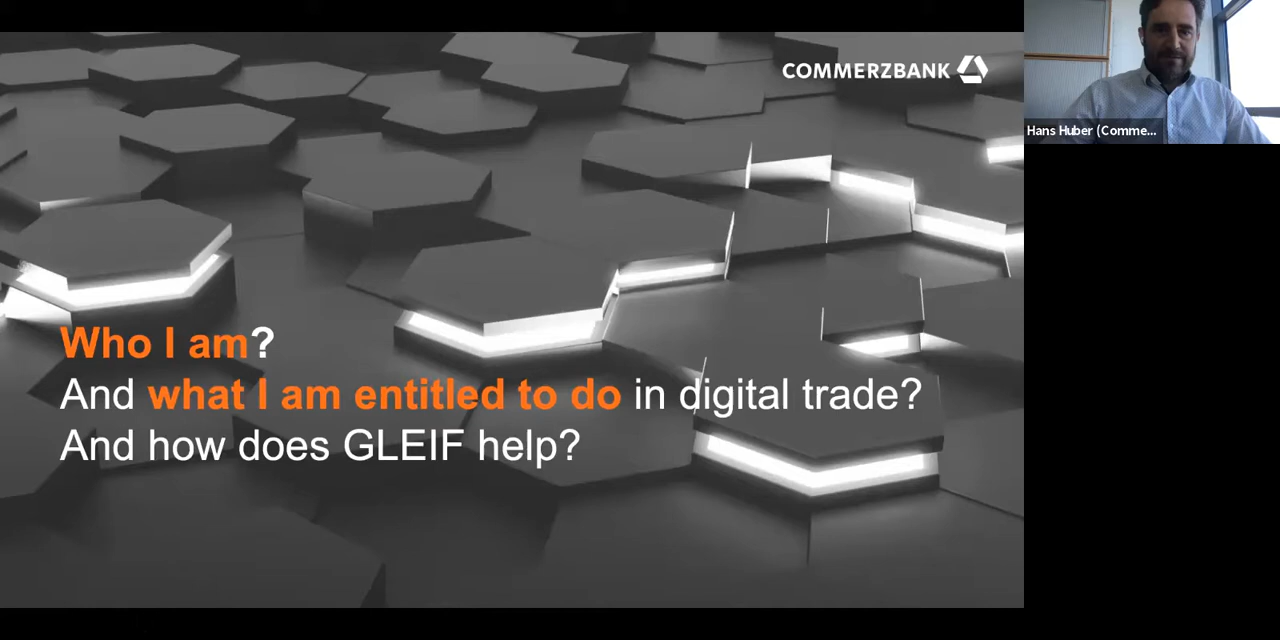 COMMERZBANK
Hans Huber (Comme...
Who I am?
And what I am entitled to do in digital trade?
And how does GLEIF help?